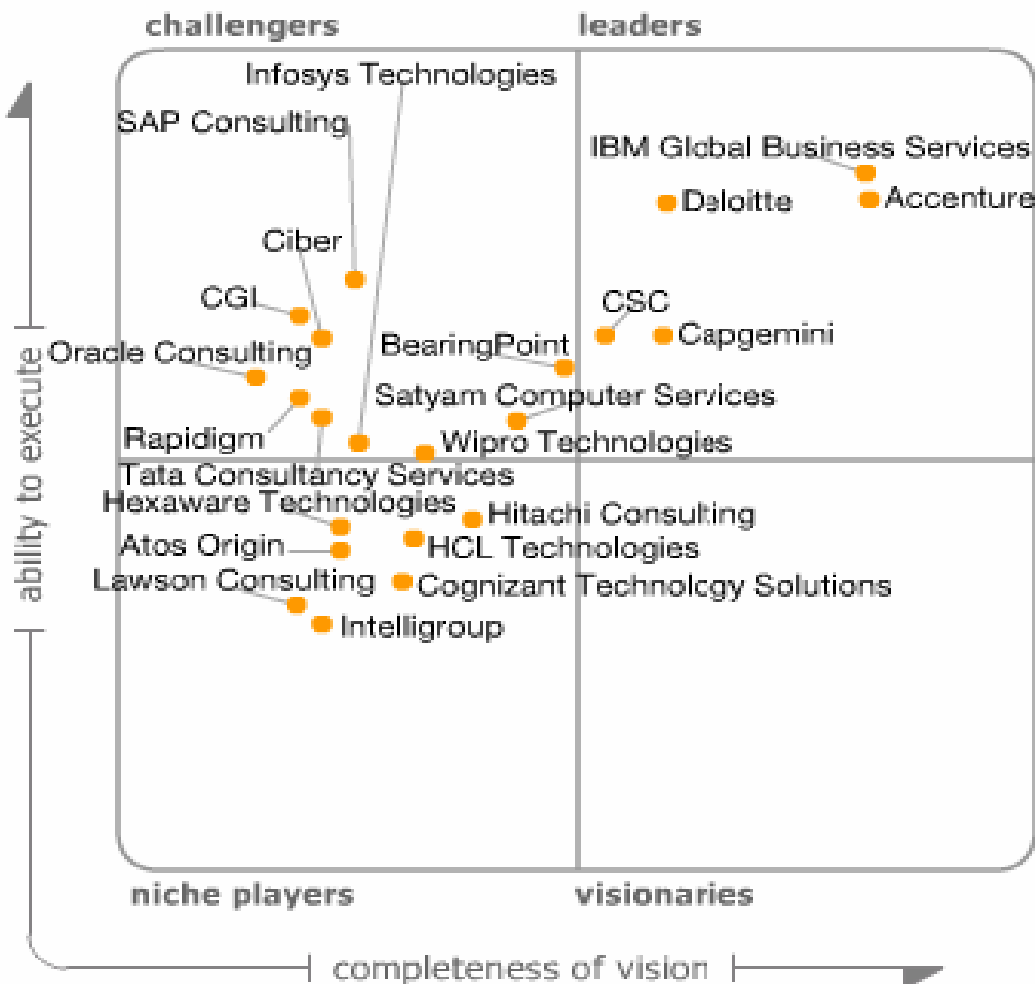 challengers
leaders
Infosys Technologies
SAP Consulting
IBM Global Business Services
Deloitte
Accenture
Ciber
CGI
CSC
Capgemini
BearingPoint
Oracle Consulting
Satyam Computer Services
Rapidigm
Wipro Technologies
Tata Consultancy Services
Hexaware Technologies
Hitachi Consulting
Atos Origin
HCL Technologies
Lawson Consulting
Cognizant Technology Solutions
Intelligroup
niche players
visionaries
ability to execute
completeness of vision